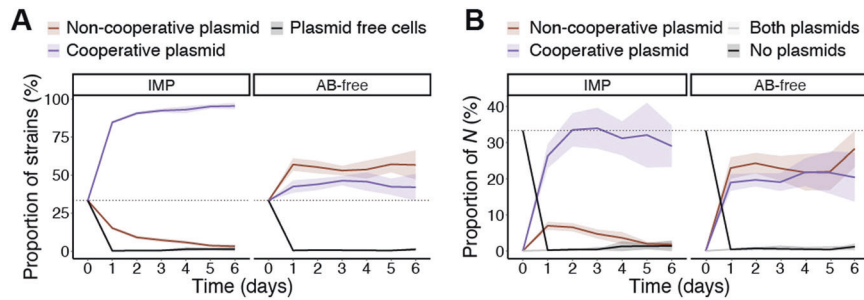 A
Non-cooperative plasmid
Plasmid free cells
Cooperative plasmid
IMP
AB-free
Proportion of strains (%)
100
75
50
25
0
0 1 2 3 4 5 6 0 1 2 3 4 5 6
Time (days)
B
Non-cooperative plasmid
Both plasmids
Cooperative plasmid
No plasmids
IMP
AB-free
Proportion of N (%)
40
30
20
10
0
0 1 2 3 4 5 6 0 1 2 3 4 5 6
Time (days)